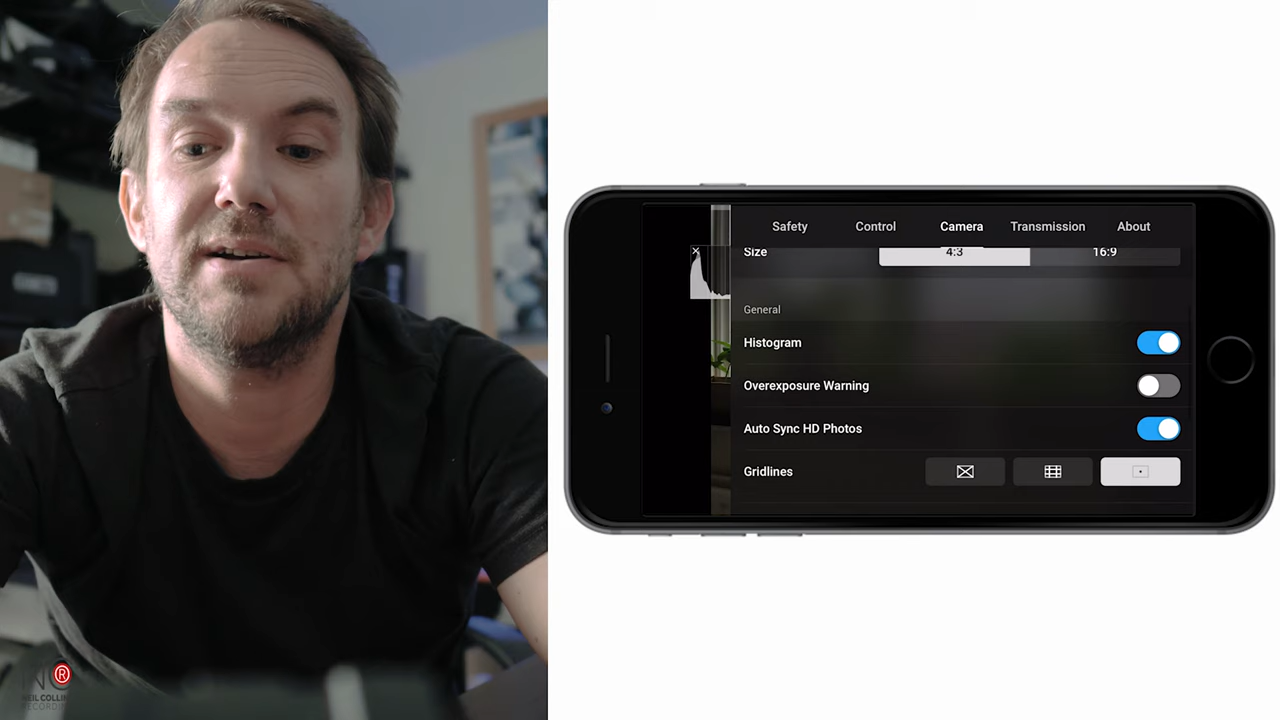 Safety Control Camera Transmission About
Size 4:3 16:9
General
Histogram
Overexposure Warning
Auto Sync HD Photos
Gridlines
®